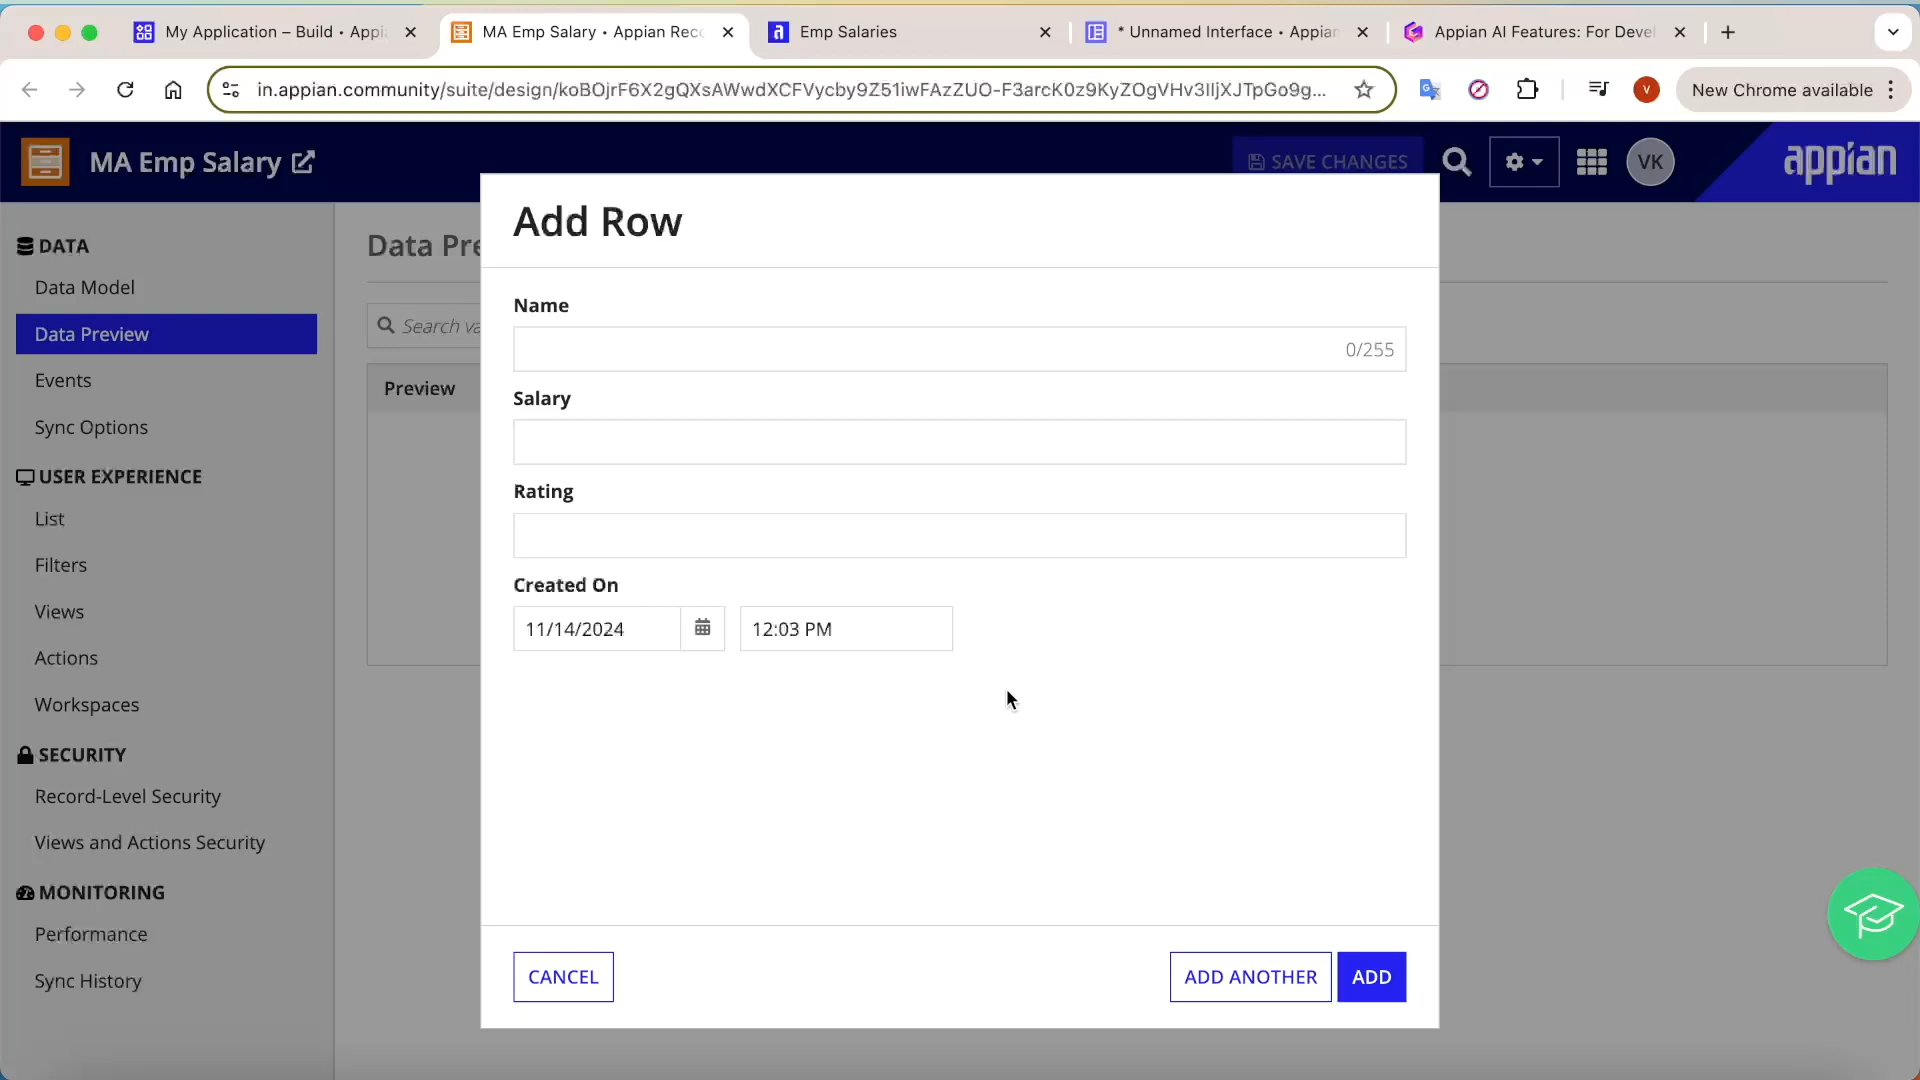 My Application – Build • Appi
MA Emp Salary • Appian Rec
Emp Salaries
* Unnamed Interface • Appian
Appian AI Features: For Devel
in.appian.community/suite/design/koBOjrF6X2gQXsAWwdXCFVycby9Z51iwFAzZUO-F3arcK0z9KyZOgVHv3IljXJTpGo9g...
V
New Chrome available
MA Emp Salary
SAVE CHANGES
VK
appian
DATA
Data Model
Data Preview
Events
Sync Options
USER EXPERIENCE
List
Filters
Views
Actions
Workspaces
SECURITY
Record-Level Security
Views and Actions Security
MONITORING
Performance
Sync History
Data Pre
Search va
Preview
Add Row
Name
0/255
Salary
Rating
Created On
11/14/2024
12:03 PM
CANCEL
ADD ANOTHER
ADD